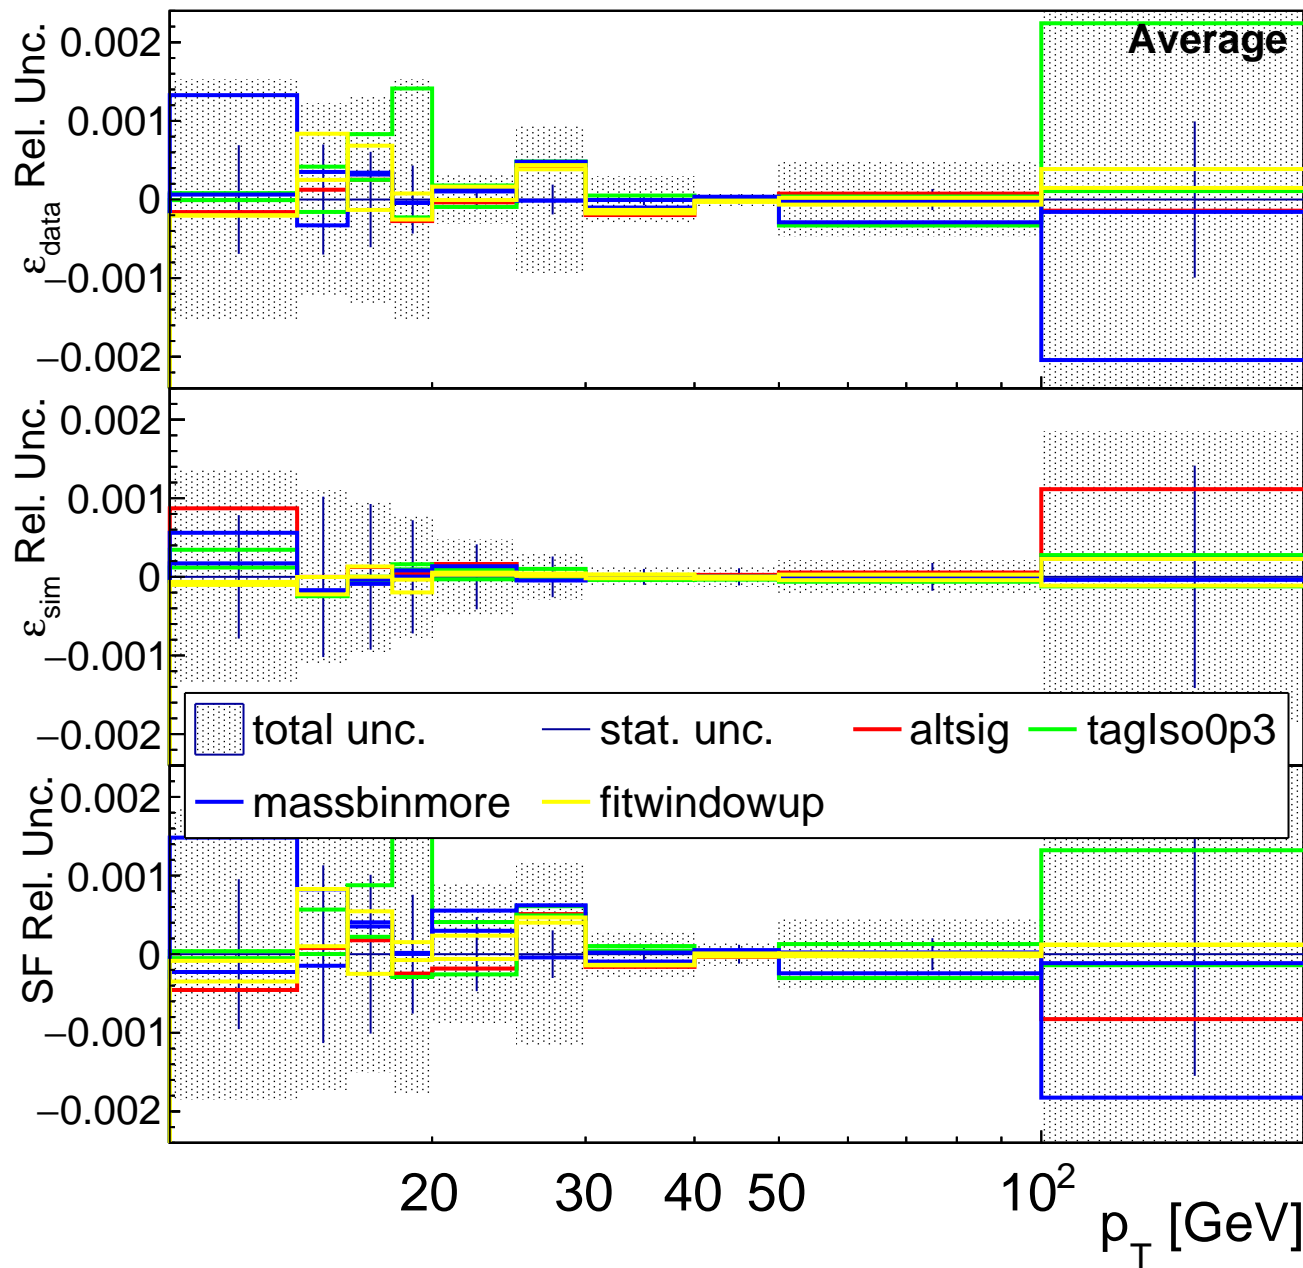 Average
ε_data Rel. Unc.
0.002
0.001
0
−0.001
−0.002
ε_sim Rel. Unc.
0.002
0.001
0
−0.001
−0.002
total unc. stat. unc. altsig tagIso0p3
massbinmore fitwindowup
SF Rel. Unc.
0.002
0.001
0
−0.001
−0.002
20 30 40 50 10²
p_T [GeV]